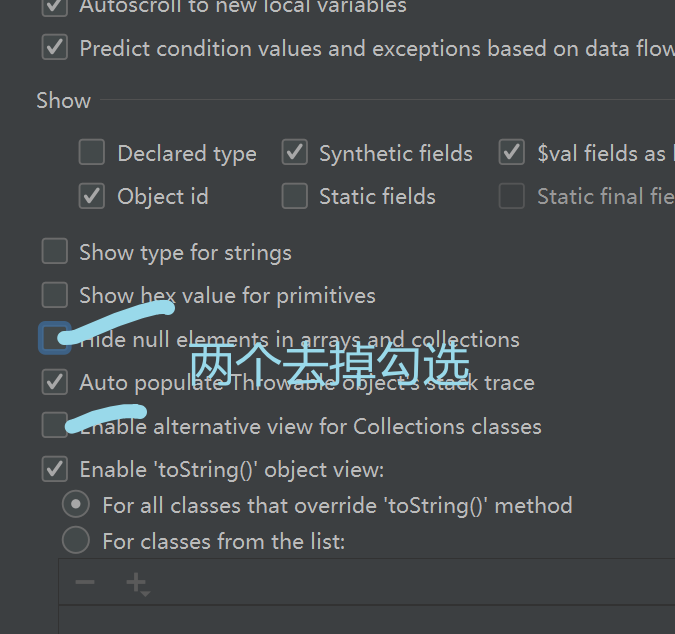 Autoscroll to new local variables
Predict condition values and exceptions based on data flow
Show
Declared type Synthetic fields $val fields as
Object id Static fields Static final fie
Show type for strings
Show hex value for primitives
Hide null elements in arrays and collections
两个去掉勾选
Auto populate Throwable object's stack trace
Enable alternative view for Collections classes
Enable 'toString()' object view:
For all classes that override 'toString()' method
For classes from the list: